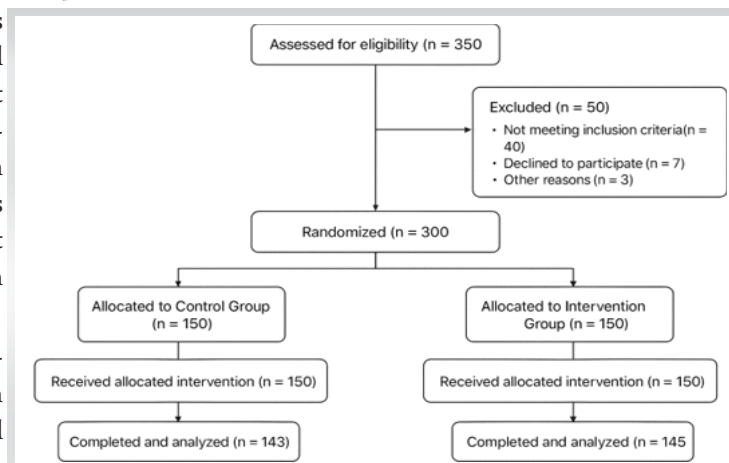 Assessed for eligibility (n = 350
Excluded (n = 50)
• Not meeting inclusion criteria(n =
40)
• Declined to participate (n = 7)
• Other reasons (n = 3)
Randomized (n = 300
Allocated to Control Group
(n = 150)
Allocated to Intervention
Group (n = 150)
Received allocated intervention (n = 150)
Received allocated intervention (n = 150)
Completed and analyzed (n = 143)
Completed and analyzed (n = 145